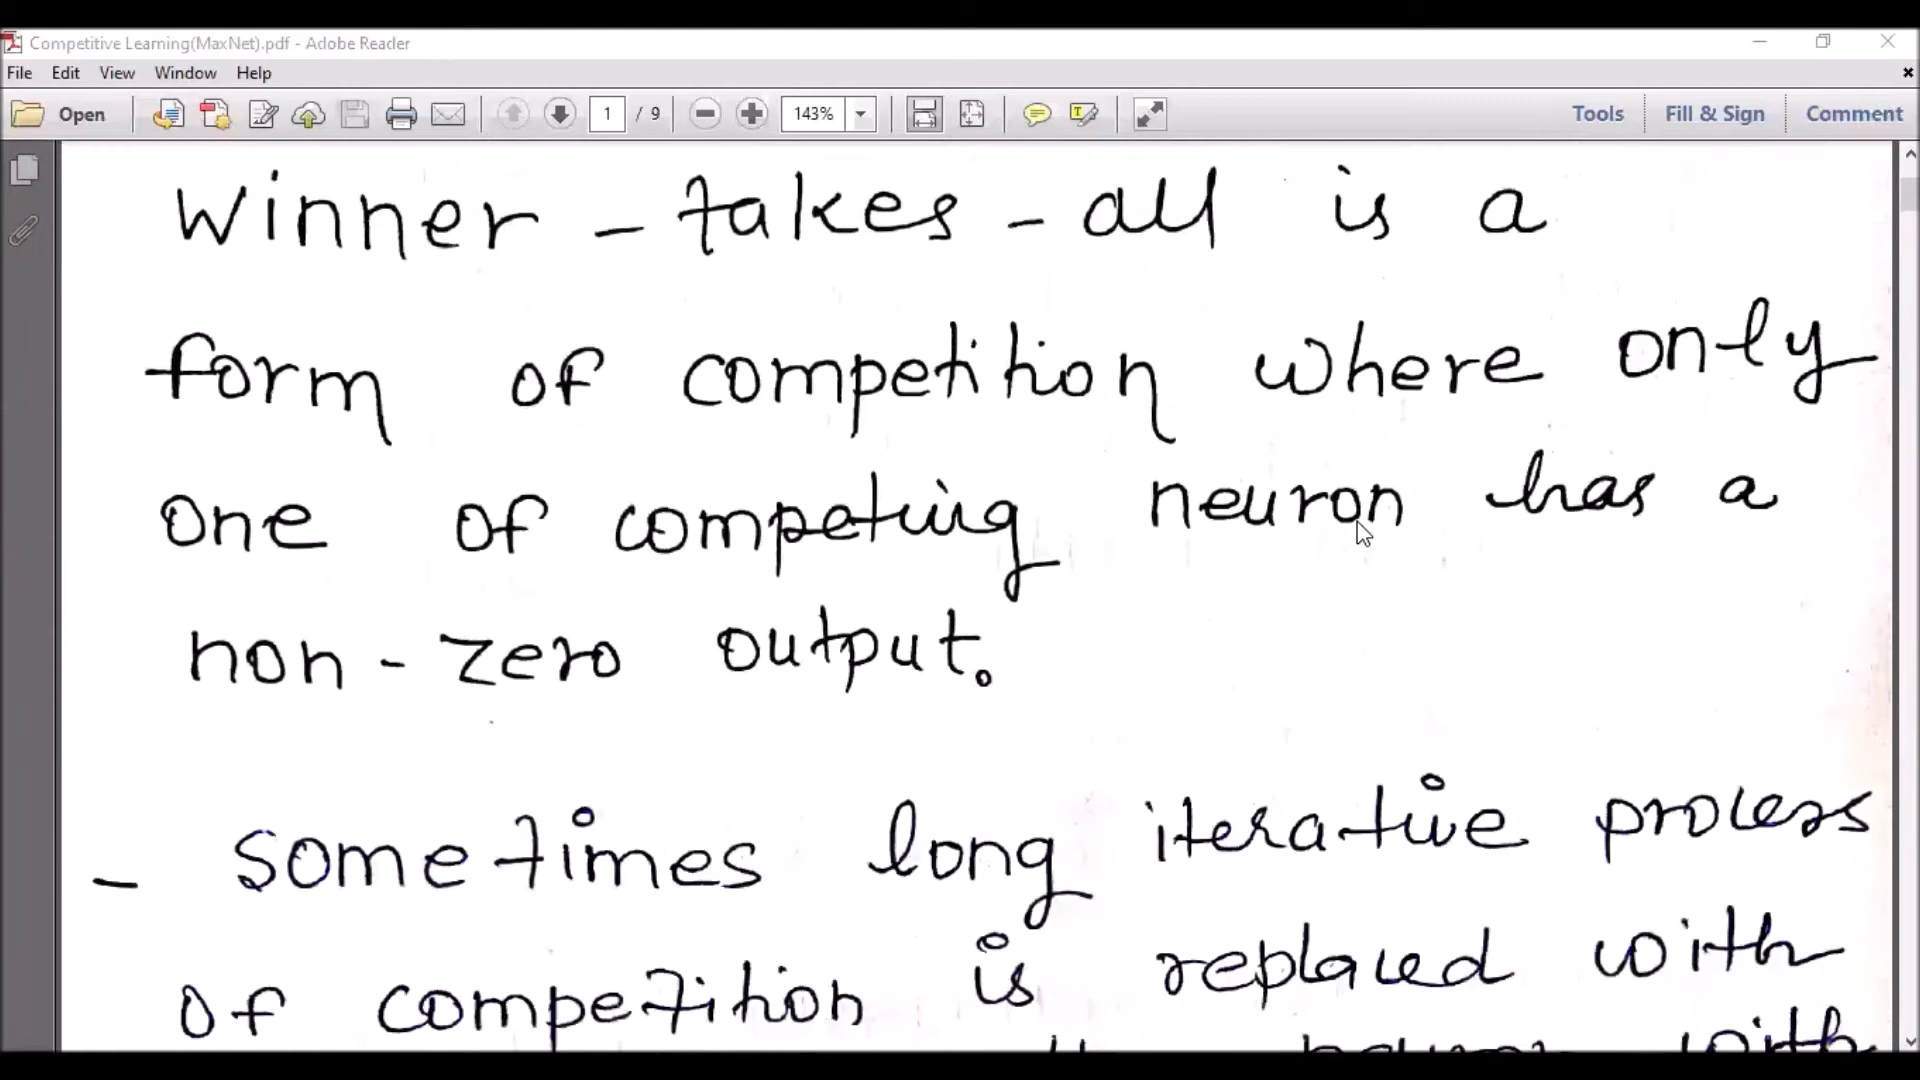 Competitive Learning(MaxNet).pdf - Adobe Reader
File Edit View Window Help
Open 1 / 9 143% Tools Fill & Sign Comment
Winner - takes - all is a
form of competition where only
one of competing neuron has a
non - zero output.
- sometimes long iterative process
of competition is replaced with